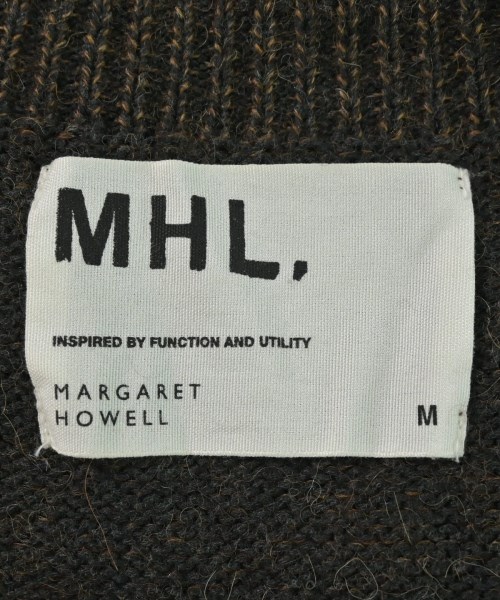 MHL.
INSPIRED BY FUNCTION AND UTILITY
MARGARET
HOWELL
M